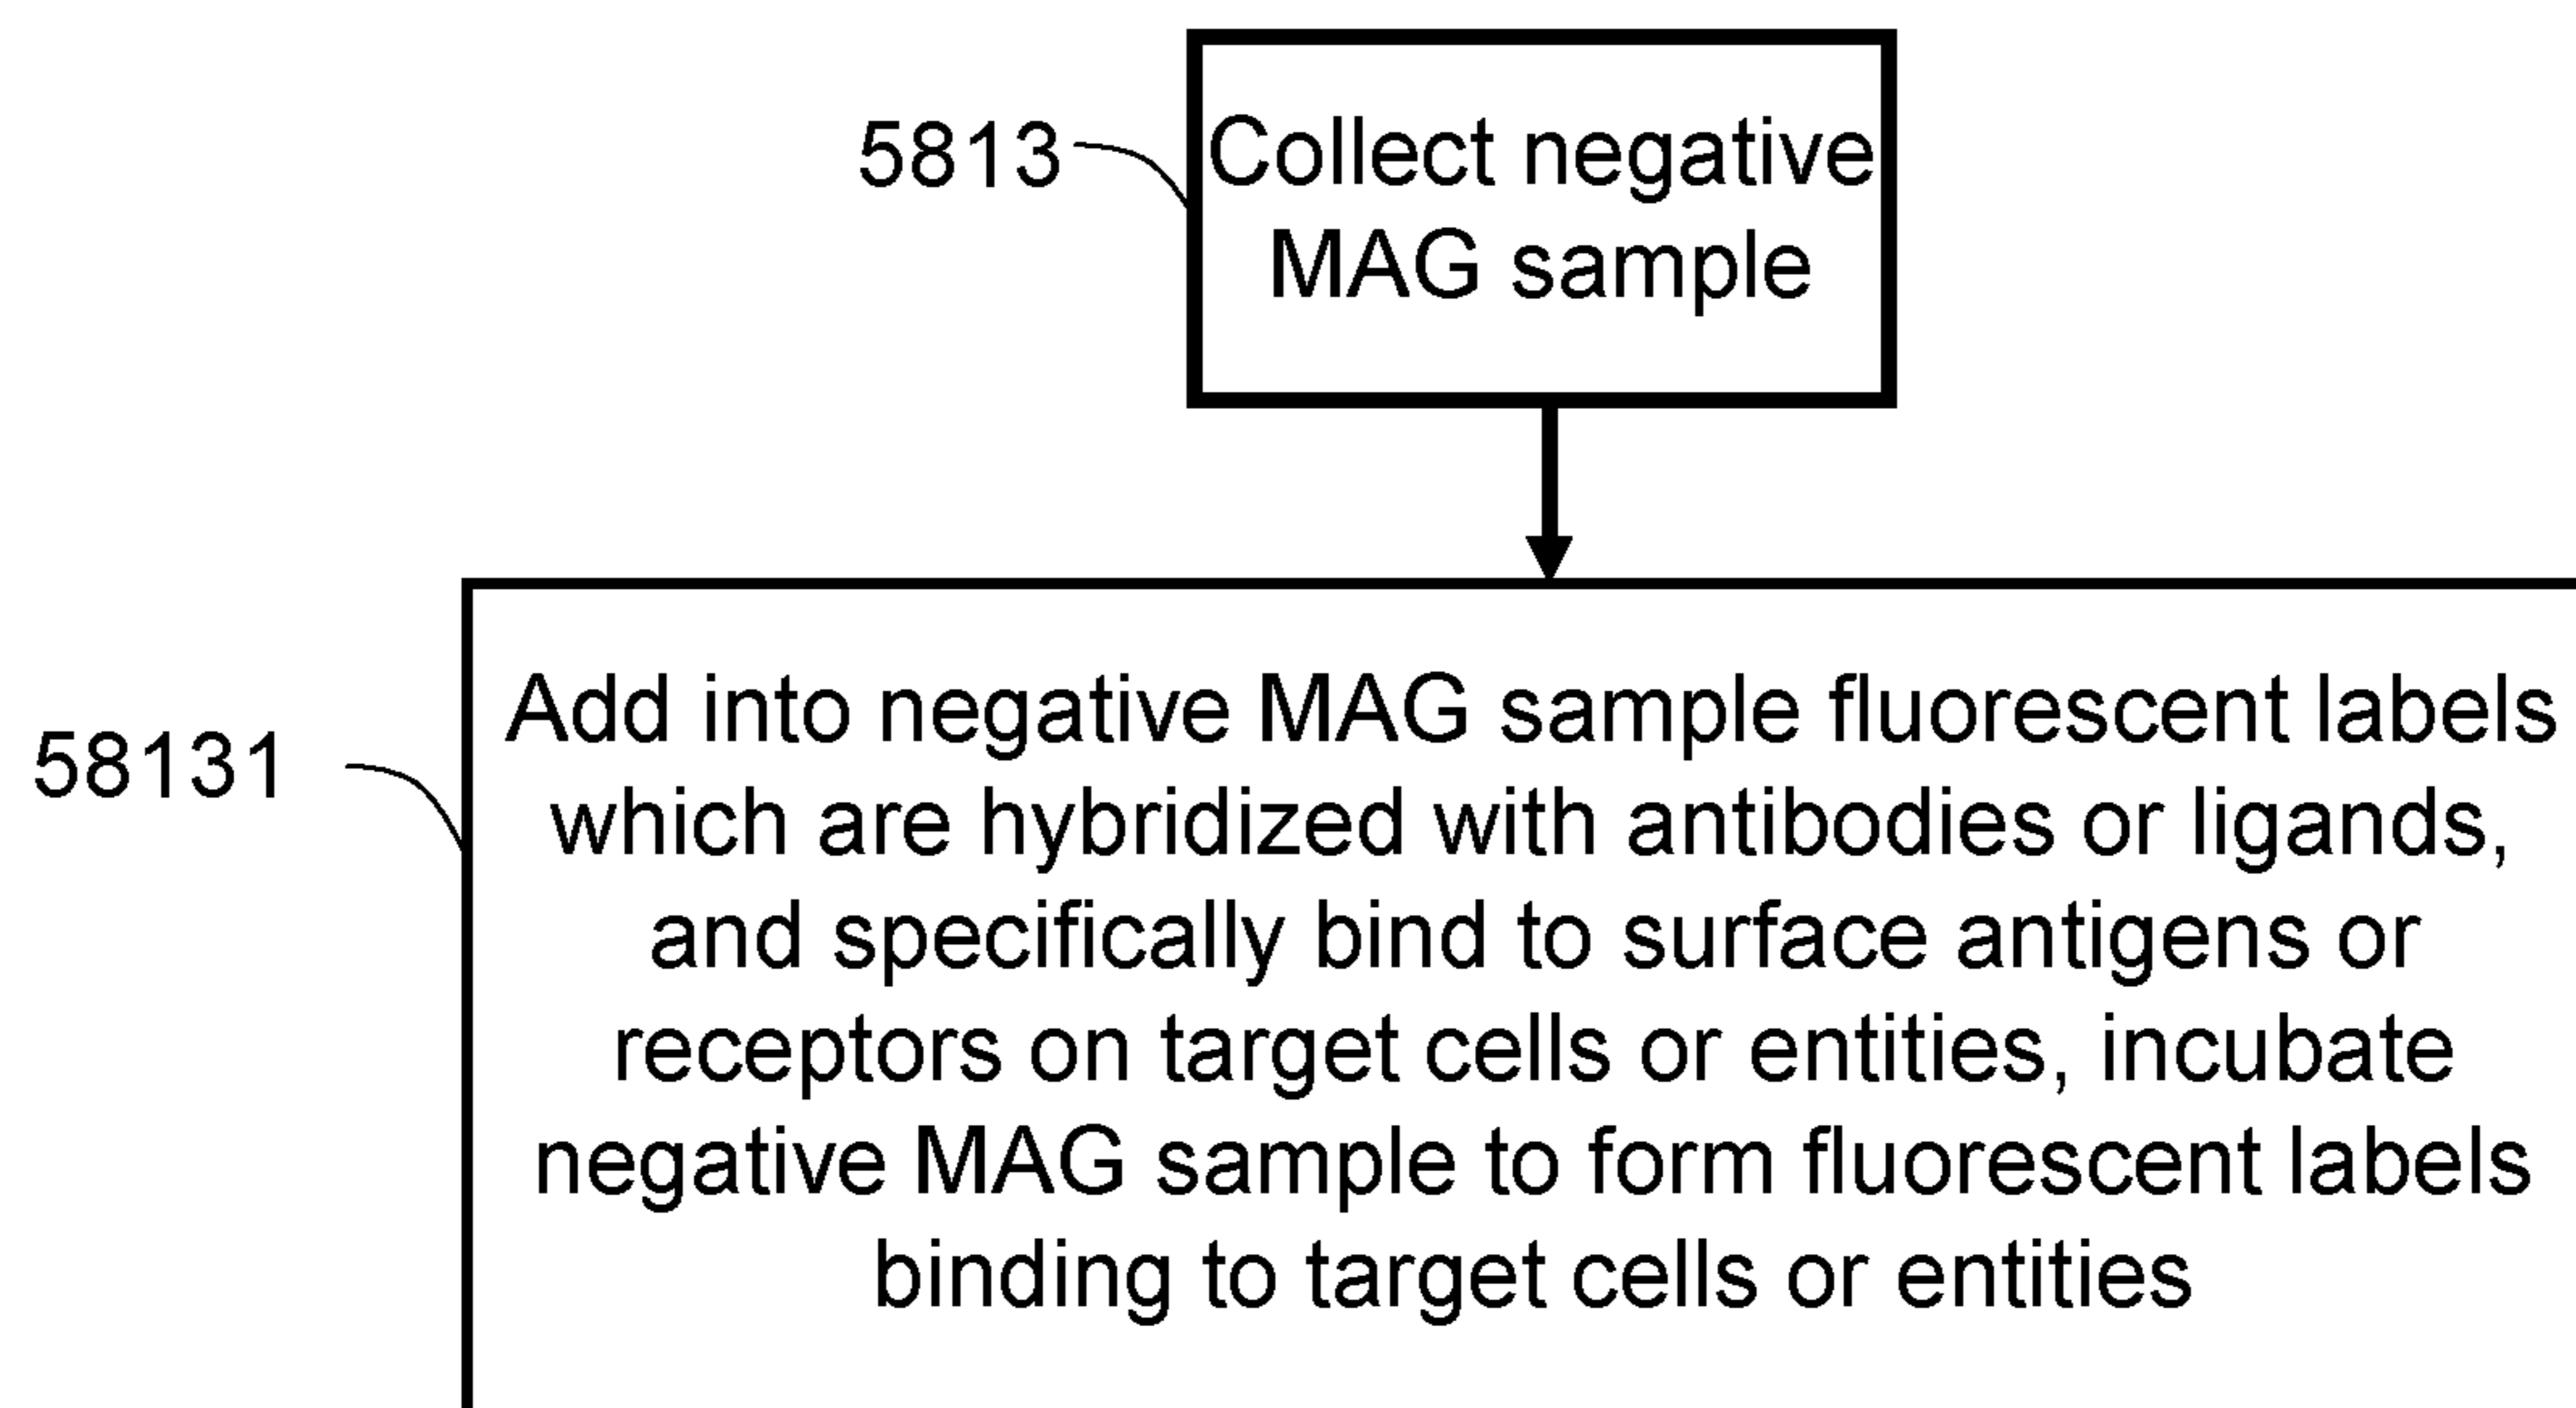 5813
Collect negative
MAG sample
58131
Add into negative MAG sample fluorescent labels
which are hybridized with antibodies or ligands,
and specifically bind to surface antigens or
receptors on target cells or entities, incubate
negative MAG sample to form fluorescent labels
binding to target cells or entities